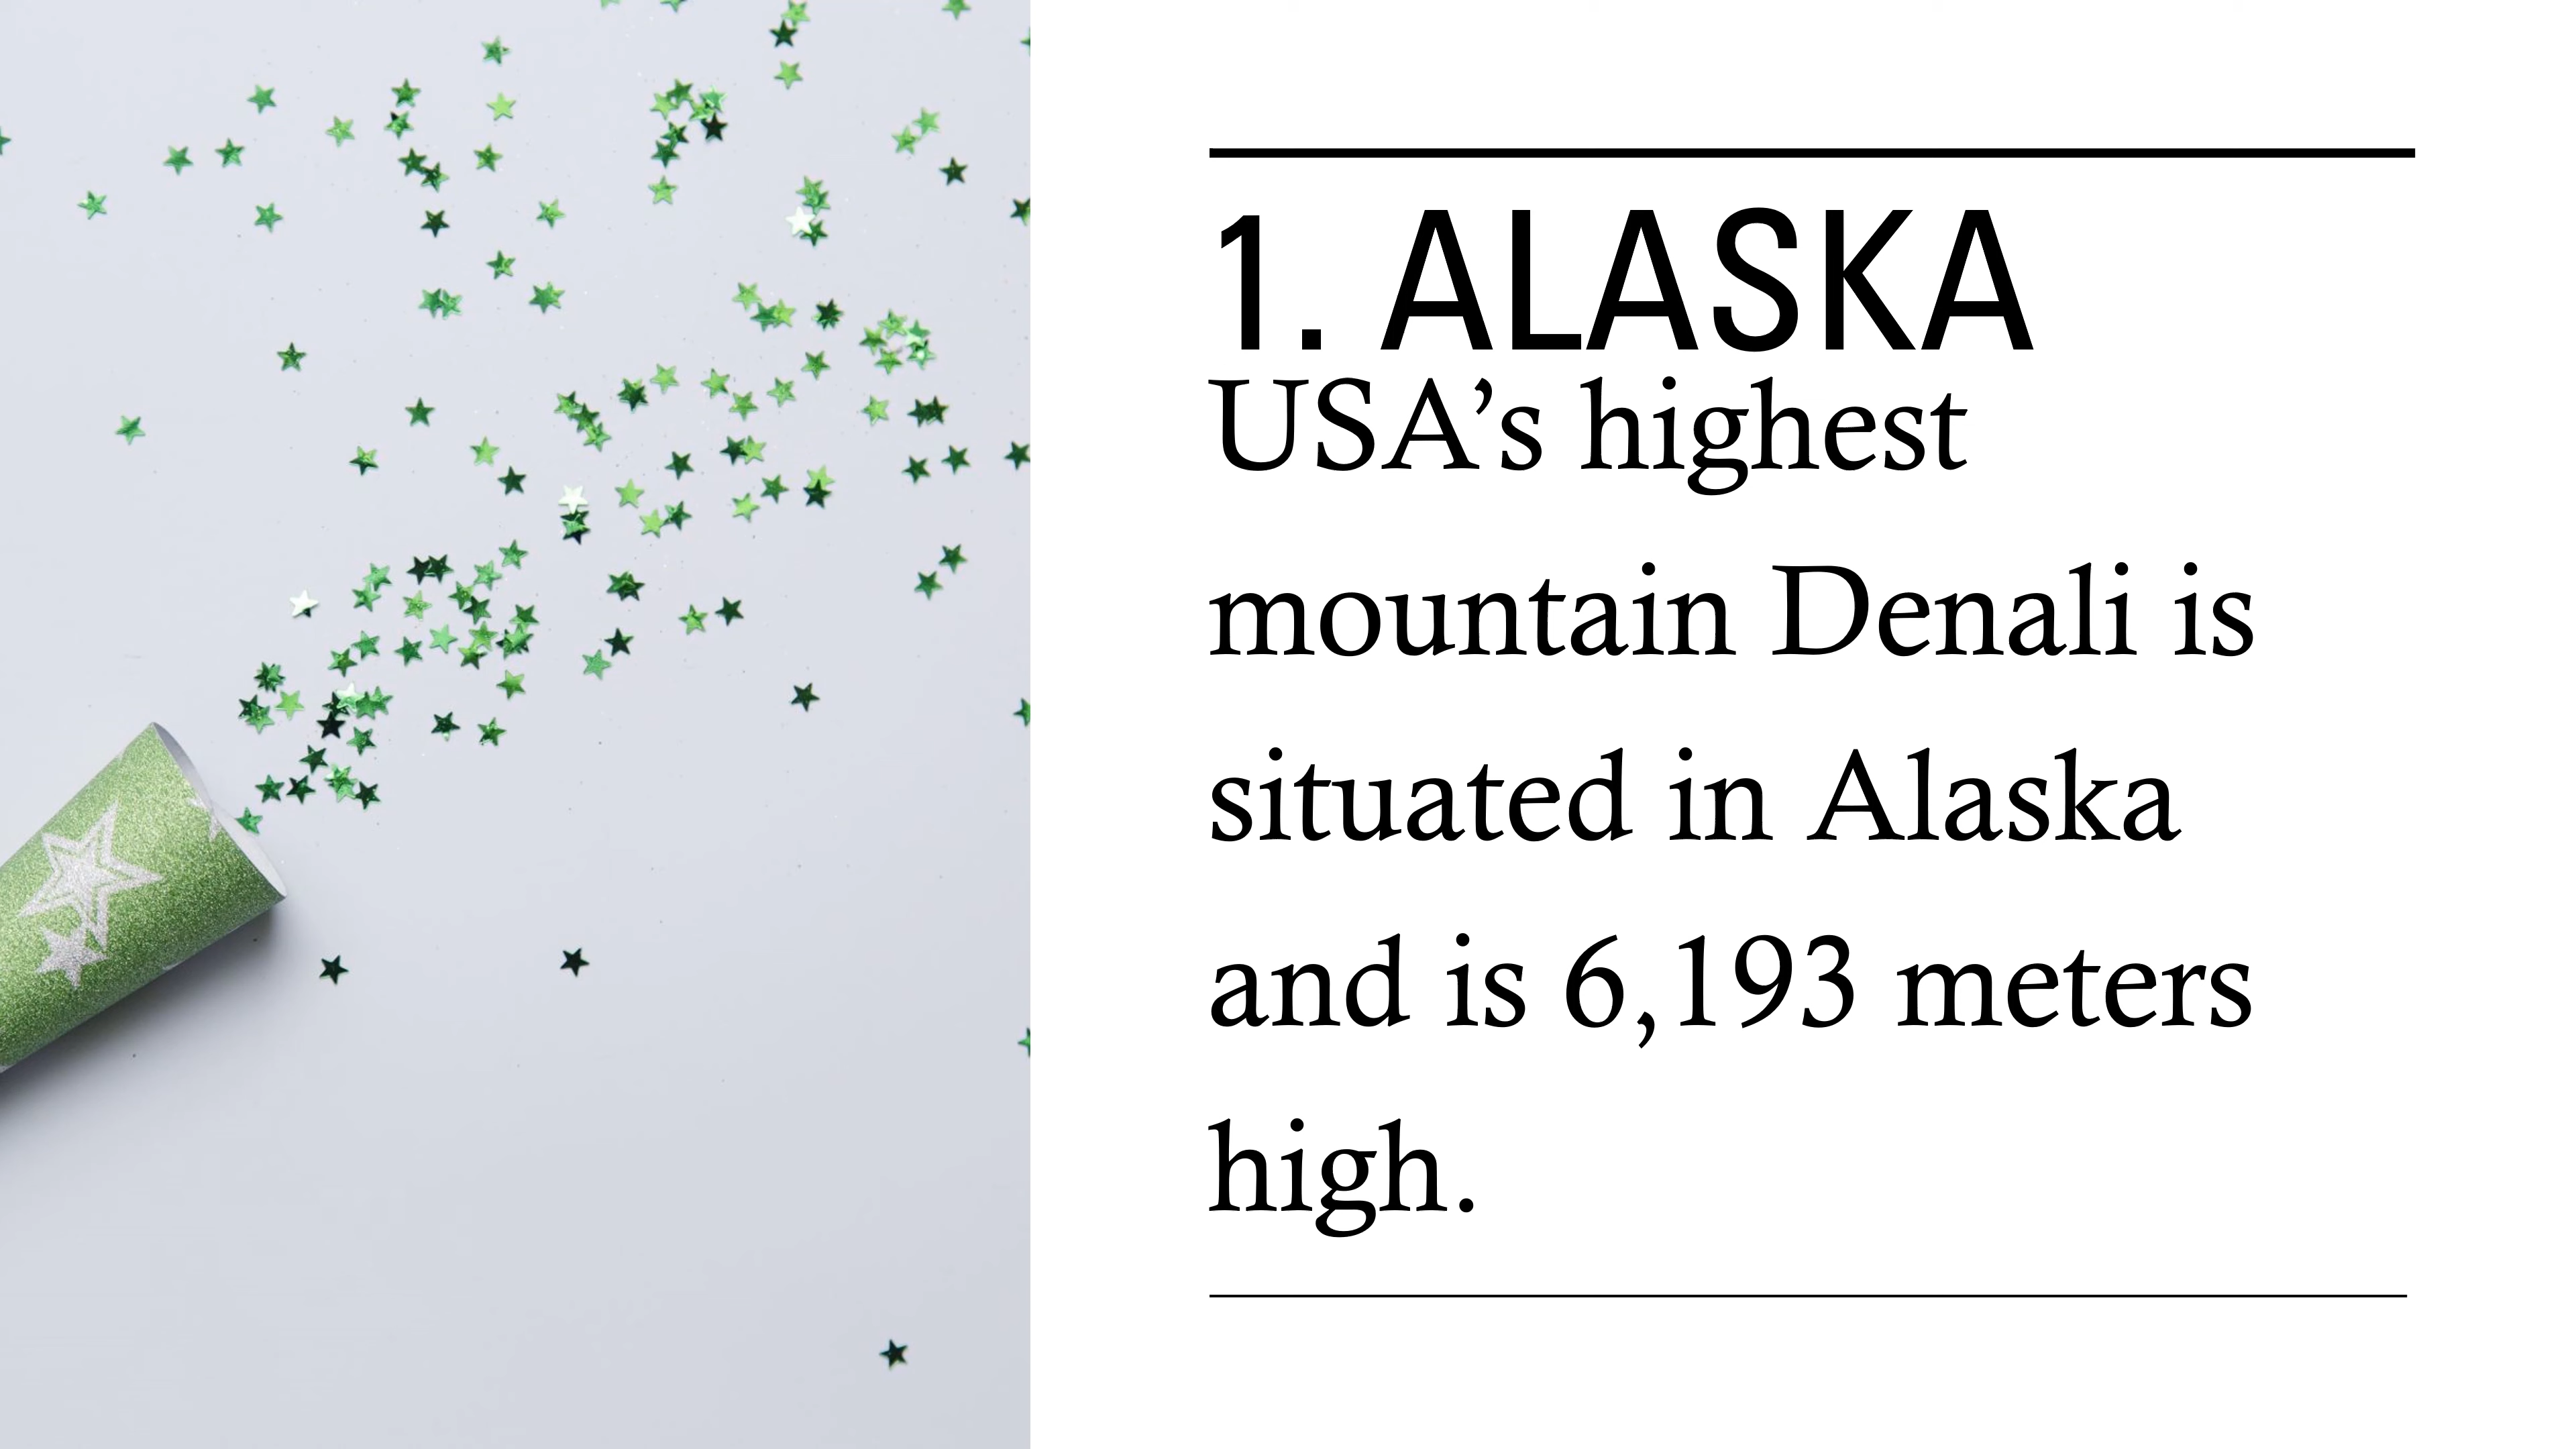 1. ALASKA
USA’s highest
mountain Denali is
situated in Alaska
and is 6,193 meters
high.